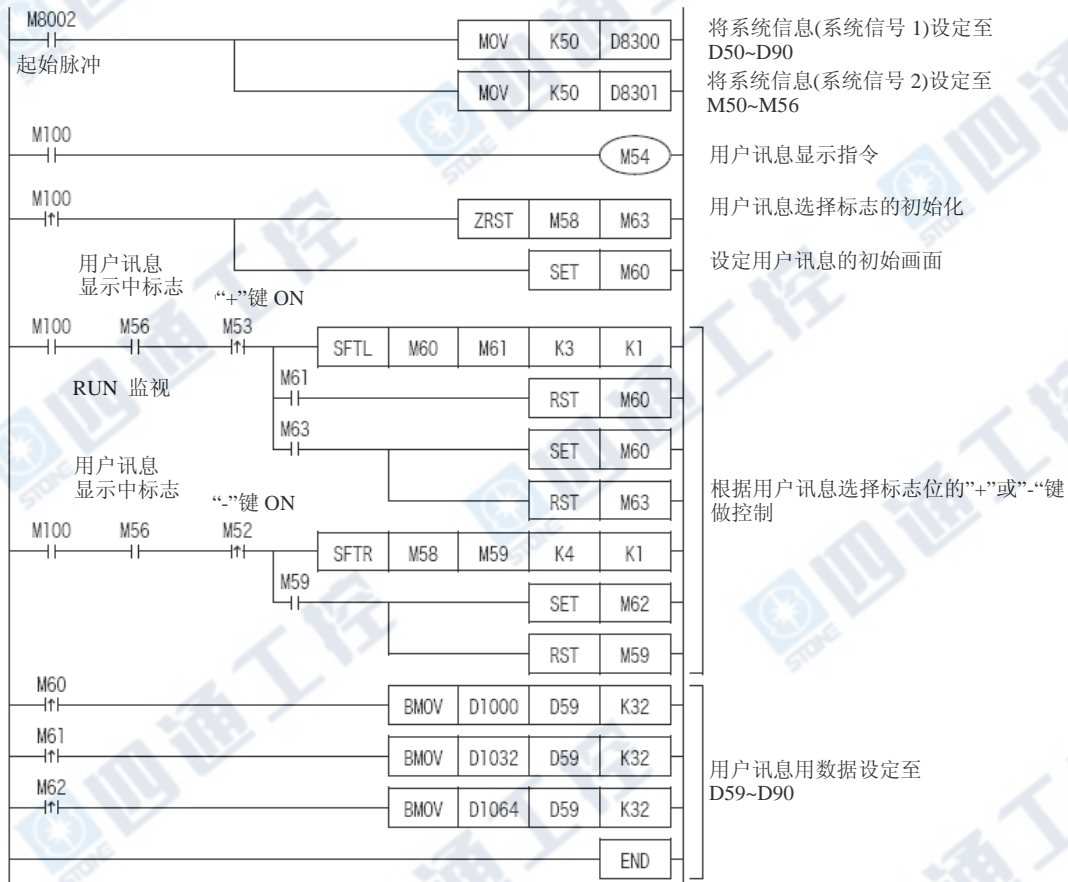 M8002
MOV K50 D8300
将系统信息(系统信号 1)设定至
D50~D90
起始脉冲
MOV K50 D8301
将系统信息(系统信号 2)设定至
M50~M56
M100
M54
用户讯息显示指令
M100
ZRST M58 M63
用户讯息选择标志的初始化
SET M60
设定用户讯息的初始画面
用户讯息
显示中标志
“+”键 ON
M100 M56 M53
SFTL M60 M61 K3 K1
RUN 监视
M61
RST M60
M63
SET M60
RST M63
用户讯息
显示中标志
“-”键 ON
根据用户讯息选择标志位的”+”或”-“键
做控制
M100 M56 M52
SFTR M58 M59 K4 K1
M59
SET M62
RST M59
M60
BMOV D1000 D59 K32
M61
BMOV D1032 D59 K32
用户讯息用数据设定至
D59~D90
M62
BMOV D1064 D59 K32
END
四通工控
STONE